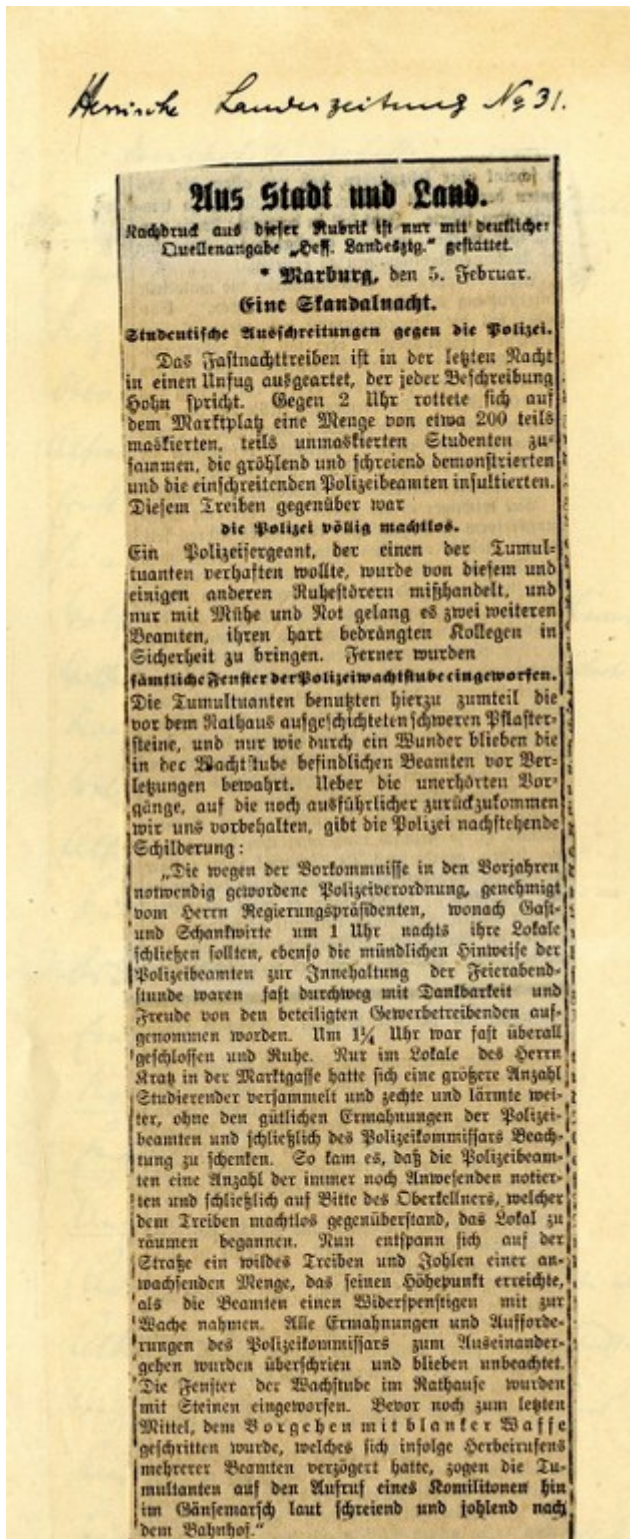 Hessische Landeszeitung No 31.
Aus Stadt und Land.
Nachdruck aus dieser Rubrik ist nur mit deutlicher
Quellenangabe „Hess. Landesztg.“ gestattet.
* Marburg, den 5. Februar.
Eine Skandalnacht.
Studentische Ausschreitungen gegen die Polizei.
Das Fastnachttreiben ist in der letzten Nacht
in einen Unfug ausgeartet, der jeder Beschreibung
Hohn spricht. Gegen 2 Uhr rottete sich auf
dem Marktplatz eine Menge von etwa 200 teils
maskierten, teils unmaskierten Studenten zu-
sammen, die gröhlend und schreiend demonstrierten
und die einschreitenden Polizeibeamten insultierten.
Diesem Treiben gegenüber war
die Polizei völlig machtlos.
Ein Polizeisergeant, der einen der Tumul-
tuanten verhaften wollte, wurde von diesem und
einigen anderen Ruhestörern mißhandelt, und
nur mit Mühe und Not gelang es zwei weiteren
Beamten, ihren hart bedrängten Kollegen in
Sicherheit zu bringen. Ferner wurden
sämtliche Fenster der Polizeiwachtstube eingeworfen.
Die Tumultuanten benutzten hierzu zumteil die
vor dem Rathaus aufgeschichteten schweren Pflaster-
steine, und nur wie durch ein Wunder blieben die
in der Wachtstube befindlichen Beamten vor Ver-
letzungen bewahrt. Ueber die unerhörten Vor-
gänge, auf die noch ausführlicher zurückzukommen
wir uns vorbehalten, gibt die Polizei nachstehende
Schilderung:
„Die wegen der Vorkommnisse in den Vorjahren
notwendig gewordene Polizeiverordnung, genehmigt
vom Herrn Regierungspräsidenten, wonach Gast-
und Schankwirte um 1 Uhr nachts ihre Lokale
schließen sollten, ebenso die mündlichen Hinweise der
Polizeibeamten zur Innehaltung der Feierabend-
stunde waren fast durchweg mit Dankbarkeit und
Freude von den beteiligten Gewerbetreibenden auf-
genommen worden. Um 1¼ Uhr war fast überall
geschlossen und Ruhe. Nur im Lokale des Herrn
Kratz in der Marktgasse hatte sich eine größere Anzahl
Studierender versammelt und zechte und lärmte wei-
ter, ohne den gütlichen Ermahnungen der Polizei-
beamten und schließlich des Polizeikommissars Beach-
tung zu schenken. So kam es, daß die Polizeibeam-
ten eine Anzahl der immer noch Anwesenden notier-
ten und schließlich auf Bitte des Oberkellners, welcher
dem Treiben machtlos gegenüberstand, das Lokal zu
räumen begannen. Nun entspann sich auf der
Straße ein wildes Treiben und Johlen einer an-
wachsenden Menge, das seinen Höhepunkt erreichte,
als die Beamten einen Widerspenstigen mit zur
Wache nahmen. Alle Ermahnungen und Aufforde-
rungen des Polizeikommissars zum Auseinander-
gehen wurden überschrien und blieben unbeachtet.
Die Fenster der Wachstube im Rathause wurden
mit Steinen eingeworfen. Bevor noch zum letzten
Mittel, dem Vorgehen mit blanker Waffe
geschritten wurde, welches sich infolge Herbeirufens
mehrerer Beamten verzögert hatte, zogen die Tu-
multanten auf den Aufruf eines Komilitonen hin
im Gänsemarsch laut schreiend und johlend nach
dem Bahnhof.“